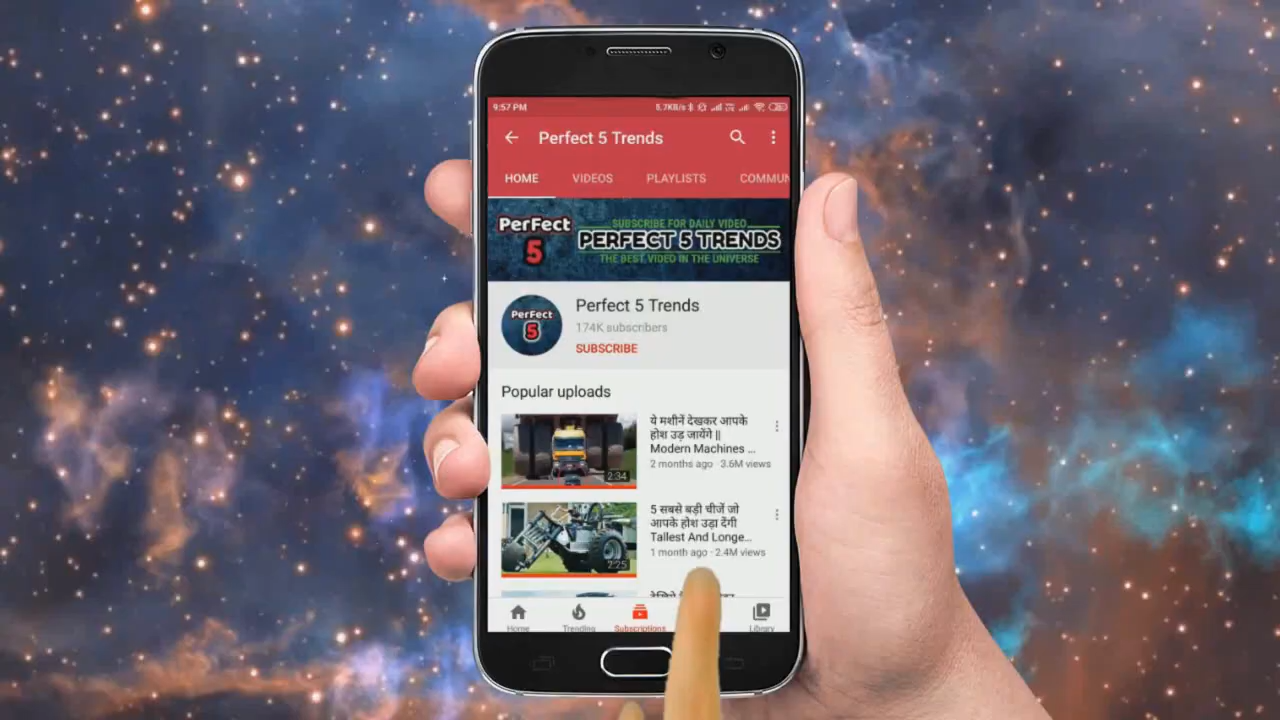 9:57 PM 5.7KB/s
Perfect 5 Trends
HOME VIDEOS PLAYLISTS COMMUN
PerFect
5
SUBSCRIBE FOR DAILY VIDEO
PERFECT 5 TRENDS
THE BEST VIDEO IN THE UNIVERSE
PerFect
5
Perfect 5 Trends
174K subscribers
SUBSCRIBE
Popular uploads
2:34
ये मशीनें देखकर आपके
होश उड़ जायेंगे ||
Modern Machines ...
2 months ago · 3.6M views
2:25
5 सबसे बड़ी चीजें जो
आपके होश उड़ा देंगी
Tallest And Longe...
1 month ago · 2.4M views
Home Trending Subscriptions Library